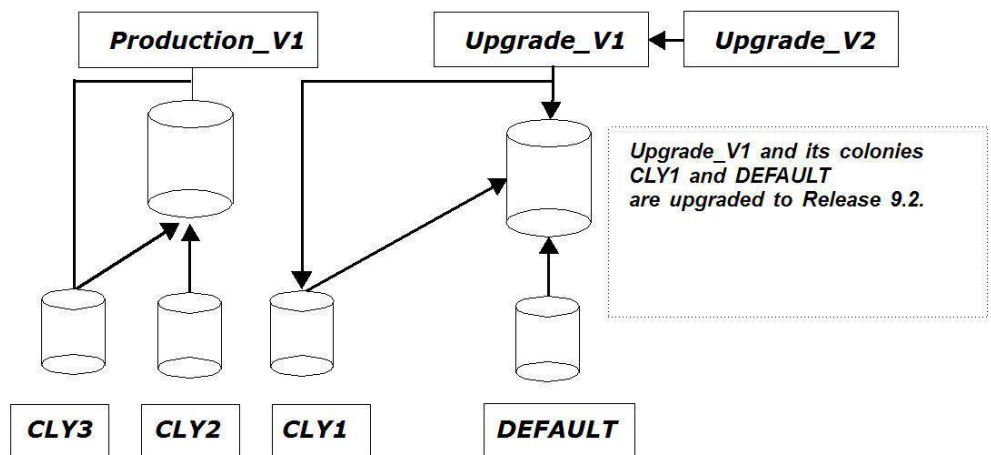 Production_V1
Upgrade_V1
Upgrade_V2
Upgrade_V1 and its colonies
CLY1 and DEFAULT
are upgraded to Release 9.2.
CLY3
CLY2
CLY1
DEFAULT